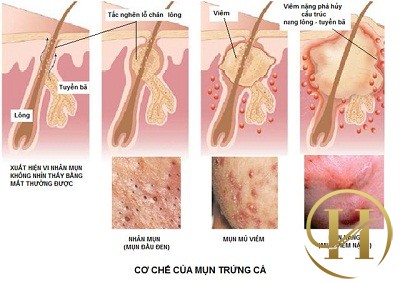 Tắc nghẽn lỗ chân lông
Viêm
Viêm nặng phá hủy
cấu trúc
nang lông - tuyến bã
Tuyến bã
Lông
XUẤT HIỆN VI NHÂN MỤN
KHÔNG NHÌN THẤY BẰNG
MẮT THƯỜNG ĐƯỢC
NHÂN MỤN
(MỤN ĐẦU ĐEN)
MỤN MỦ VIÊM
CƠ CHẾ CỦA MỤN TRỨNG CÁ
H